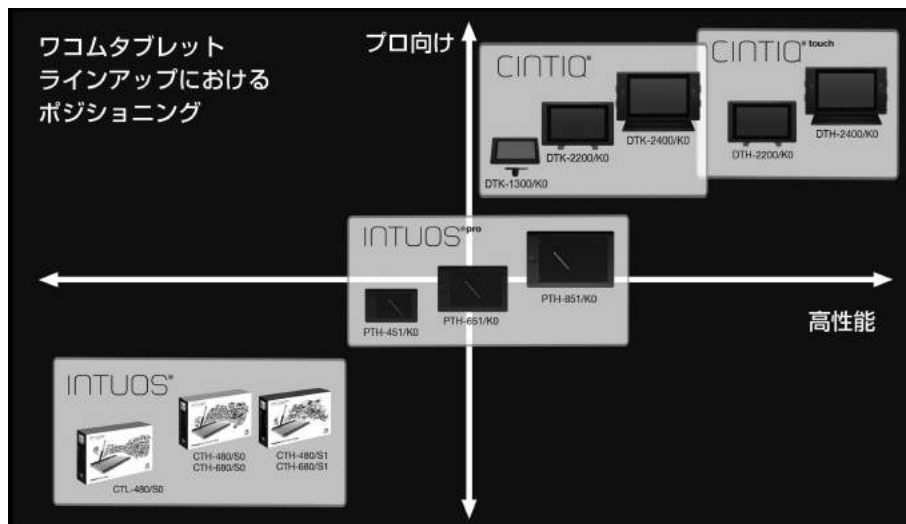 ワコムタブレット
ラインアップにおける
ポジショニング
プロ向け
CINTIQ®
DTK-1300/K0
DTK-2200/K0
DTK-2400/K0
CINTIQ® touch
DTH-2200/K0
DTH-2400/K0
INTUOS® pro
PTH-451/K0
PTH-651/K0
PTH-851/K0
高性能
INTUOS®
CTL-480/S0
CTH-480/S0
CTH-680/S0
CTH-480/S1
CTH-680/S1